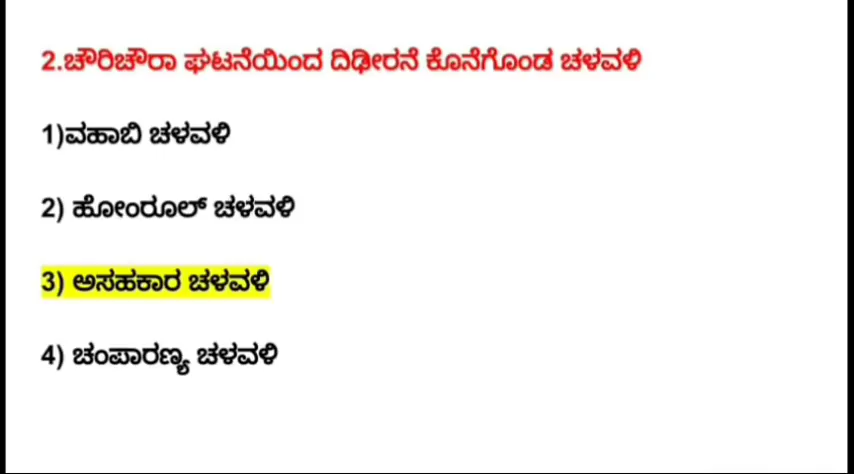 2.ಚೌರಿಚೌರಾ ಘಟನೆಯಿಂದ ದಿಢೀರನೆ ಕೊನೆಗೊಂಡ ಚಳವಳಿ
1)ವಹಾಬಿ ಚಳವಳಿ
2) ಹೋಂರೂಲ್ ಚಳವಳಿ
3) ಅಸಹಕಾರ ಚಳವಳಿ
4) ಚಂಪಾರಣ್ಯ ಚಳವಳಿ